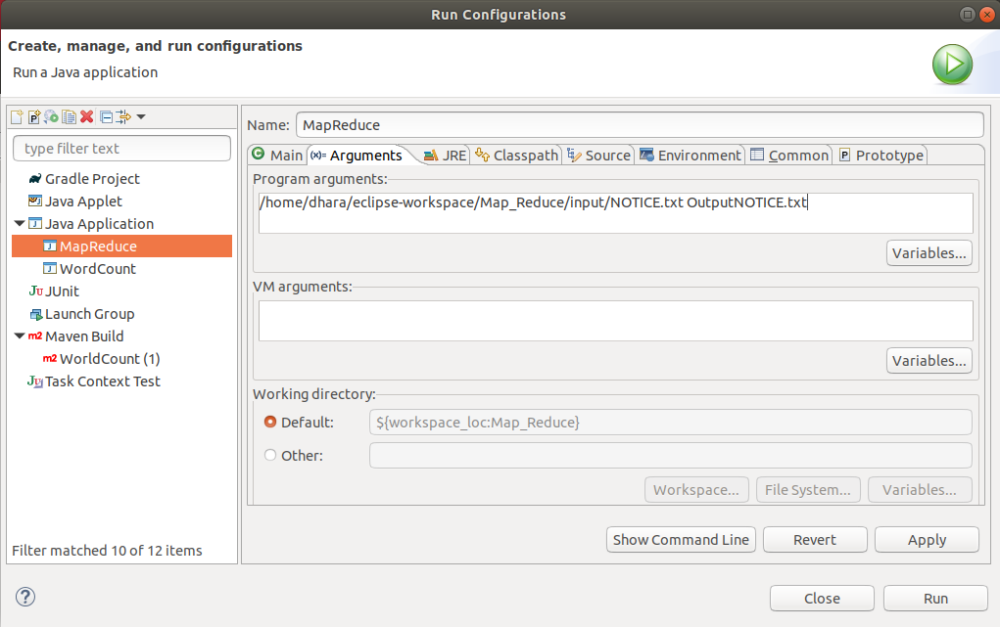 Run Configurations
Create, manage, and run configurations
Run a Java application
type filter text
Gradle Project
Java Applet
Java Application
MapReduce
WordCount
JUnit
Launch Group
Maven Build
WorldCount (1)
Task Context Test
Filter matched 10 of 12 items
Name: MapReduce
Main (x)= Arguments JRE Classpath Source Environment Common Prototype
Program arguments:
/home/dhara/eclipse-workspace/Map_Reduce/input/NOTICE.txt OutputNOTICE.txt
Variables...
VM arguments:
Variables...
Working directory:
Default: ${workspace_loc:Map_Reduce}
Other:
Workspace... File System... Variables...
Show Command Line Revert Apply
? Close Run